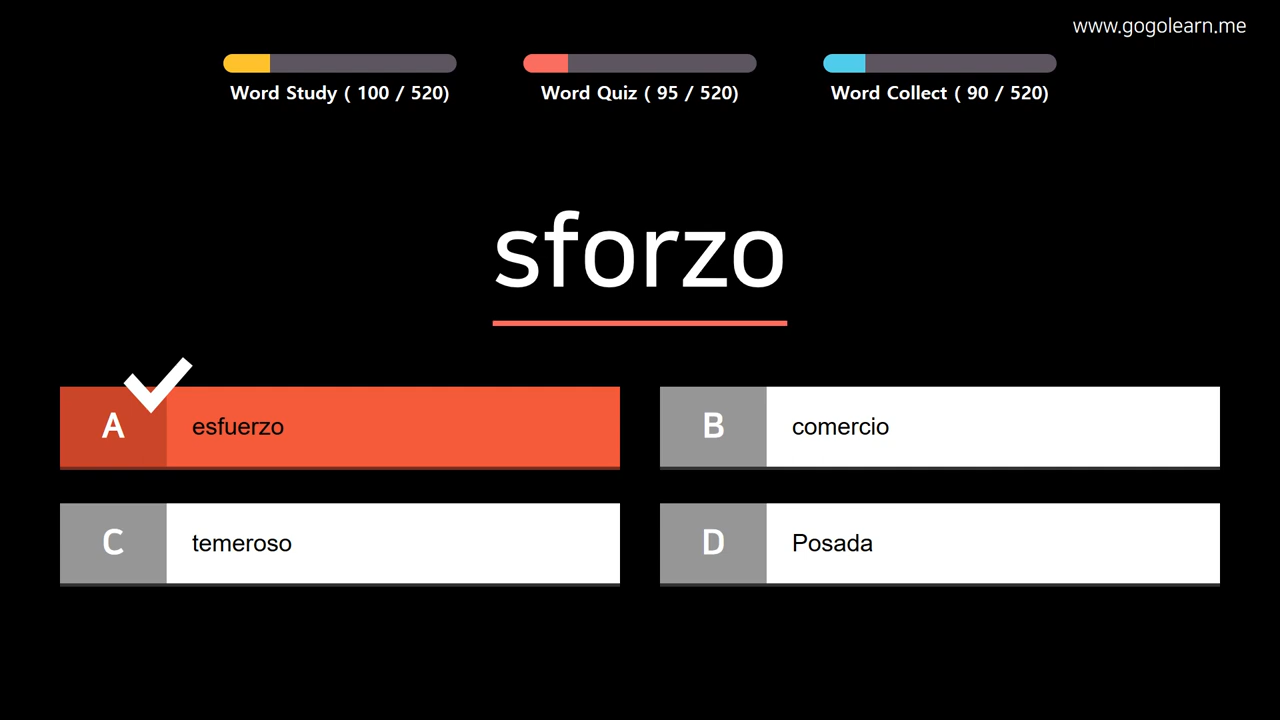 www.gogolearn.me
Word Study ( 100 / 520)
Word Quiz ( 95 / 520)
Word Collect ( 90 / 520)
sforzo
A esfuerzo
B comercio
C temeroso
D Posada